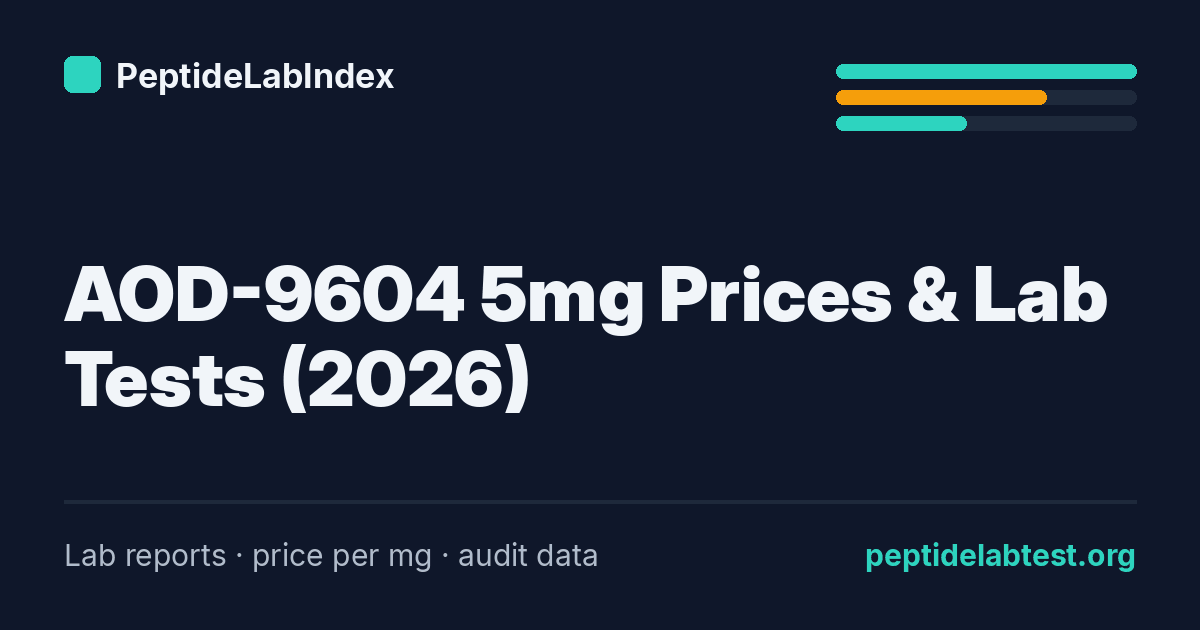 PeptideLabIndex
AOD-9604 5mg Prices & Lab
Tests (2026)
Lab reports · price per mg · audit data
peptidelabtest.org